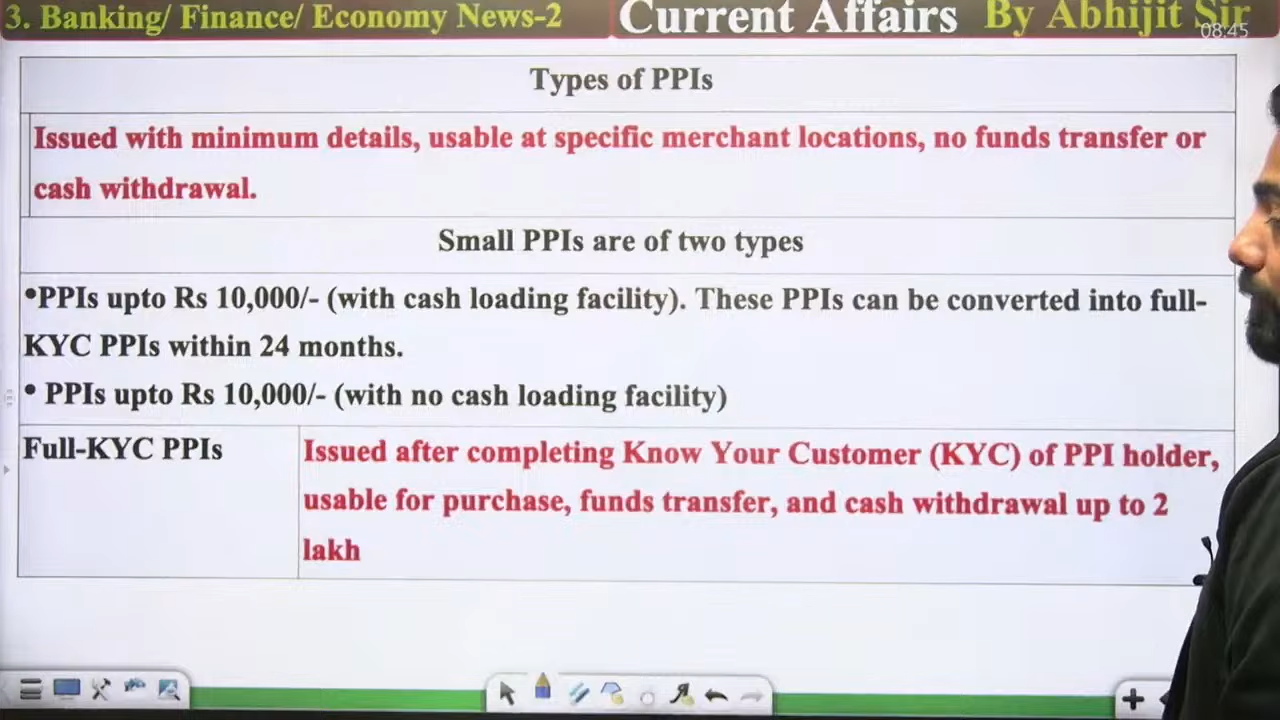 3. Banking/ Finance/ Economy News-2
Current Affairs By Abhijit Sir
08:45
Types of PPIs
Issued with minimum details, usable at specific merchant locations, no funds transfer or
cash withdrawal.
Small PPIs are of two types
•PPIs upto Rs 10,000/- (with cash loading facility). These PPIs can be converted into full-
KYC PPIs within 24 months.
• PPIs upto Rs 10,000/- (with no cash loading facility)
Full-KYC PPIs
Issued after completing Know Your Customer (KYC) of PPI holder,
usable for purchase, funds transfer, and cash withdrawal up to 2
lakh